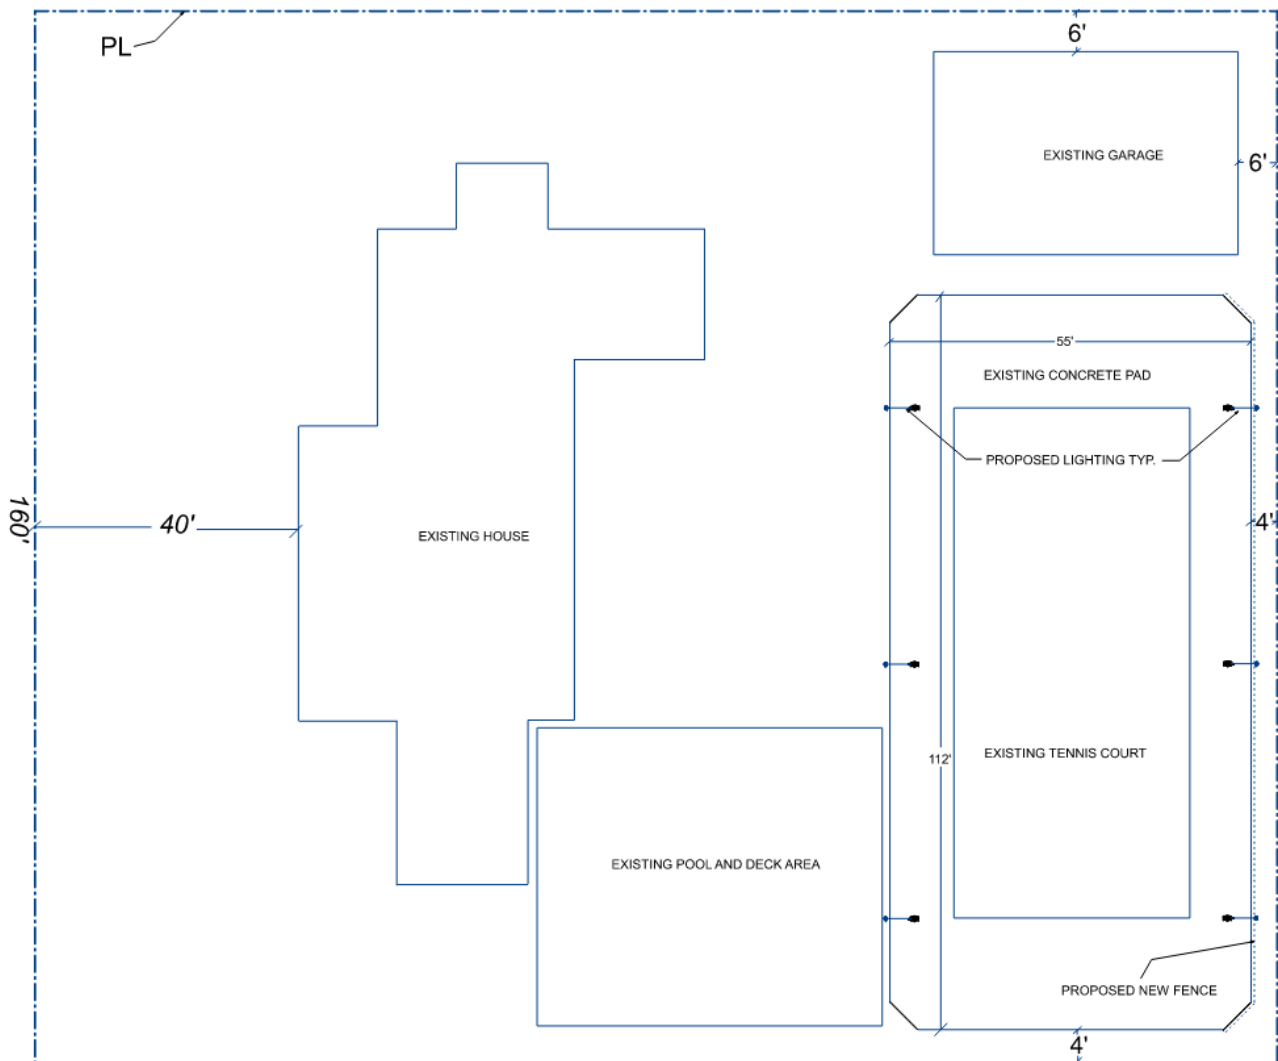 PL
6'
EXISTING GARAGE
6'
55'
EXISTING CONCRETE PAD
PROPOSED LIGHTING TYP.
160'
40'
EXISTING HOUSE
4'
112'
EXISTING TENNIS COURT
EXISTING POOL AND DECK AREA
PROPOSED NEW FENCE
4'